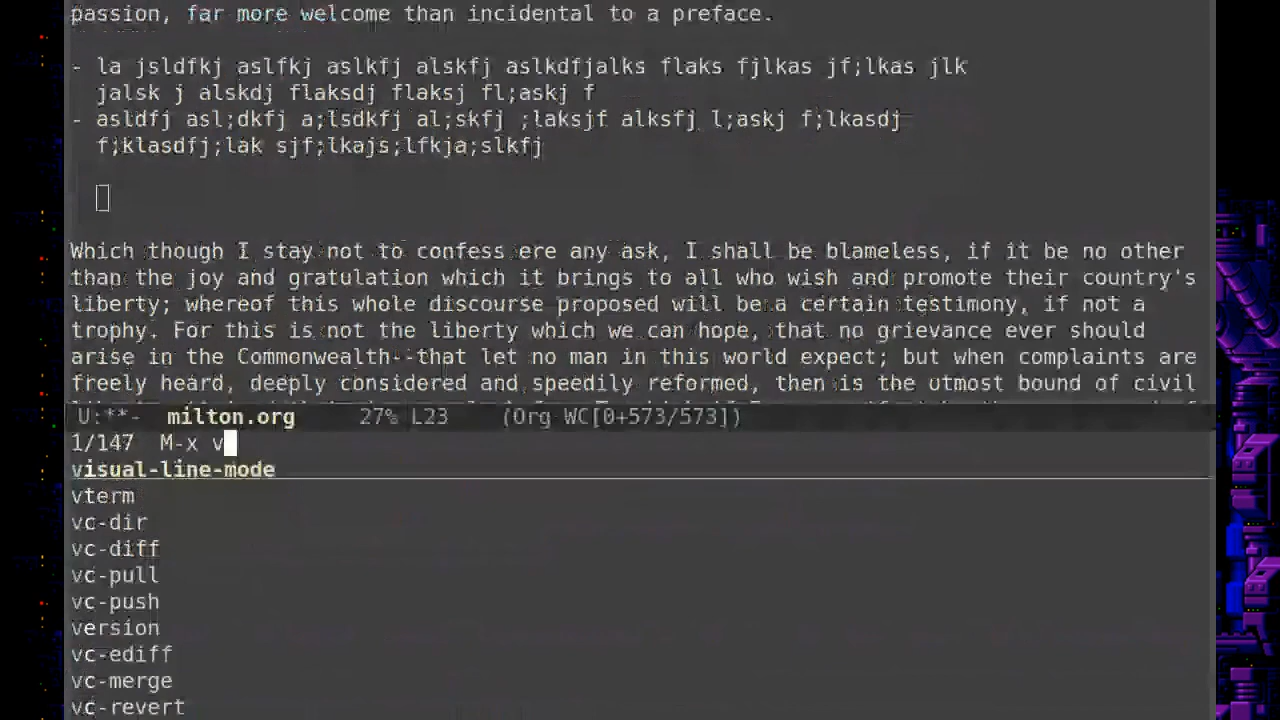 passion, far more welcome than incidental to a preface.
- la jsldfkj aslfkj aslkfj alskfj aslkdfjalks flaks fjlkas jf;lkas jlk
jalsk j alskdj flaksdj flaksj fl;askj f
- asldfj asl;dkfj a;lsdkfj al;skfj ;laksjf alksfj l;askj f;lkasdj
f;klasdfj;lak sjf;lkajs;lfkja;slkfj
Which though I stay not to confess ere any ask, I shall be blameless, if it be no other
than the joy and gratulation which it brings to all who wish and promote their country's
liberty; whereof this whole discourse proposed will be a certain testimony, if not a
trophy. For this is not the liberty which we can hope, that no grievance ever should
arise in the Commonwealth--that let no man in this world expect; but when complaints are
freely heard, deeply considered and speedily reformed, then is the utmost bound of civil
U:**- milton.org 27% L23 (Org WC[0+573/573])
1/147 M-x v
visual-line-mode
vterm
vc-dir
vc-diff
vc-pull
vc-push
version
vc-ediff
vc-merge
vc-revert